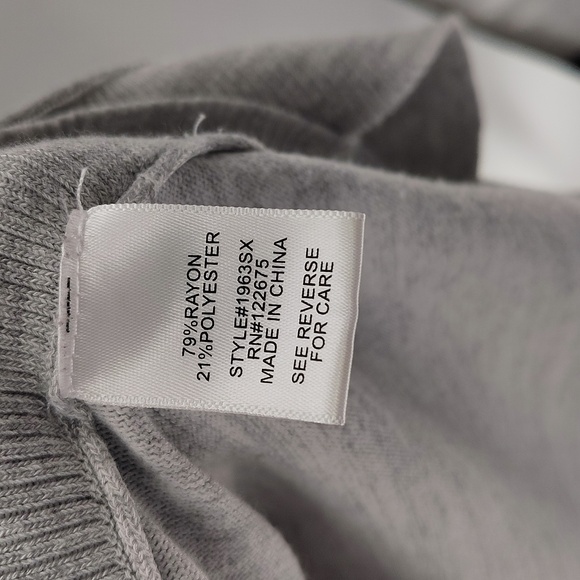 79%RAYON
21%POLYESTER
STYLE#1963SX
RN#122675
MADE IN CHINA
SEE REVERSE
FOR CARE